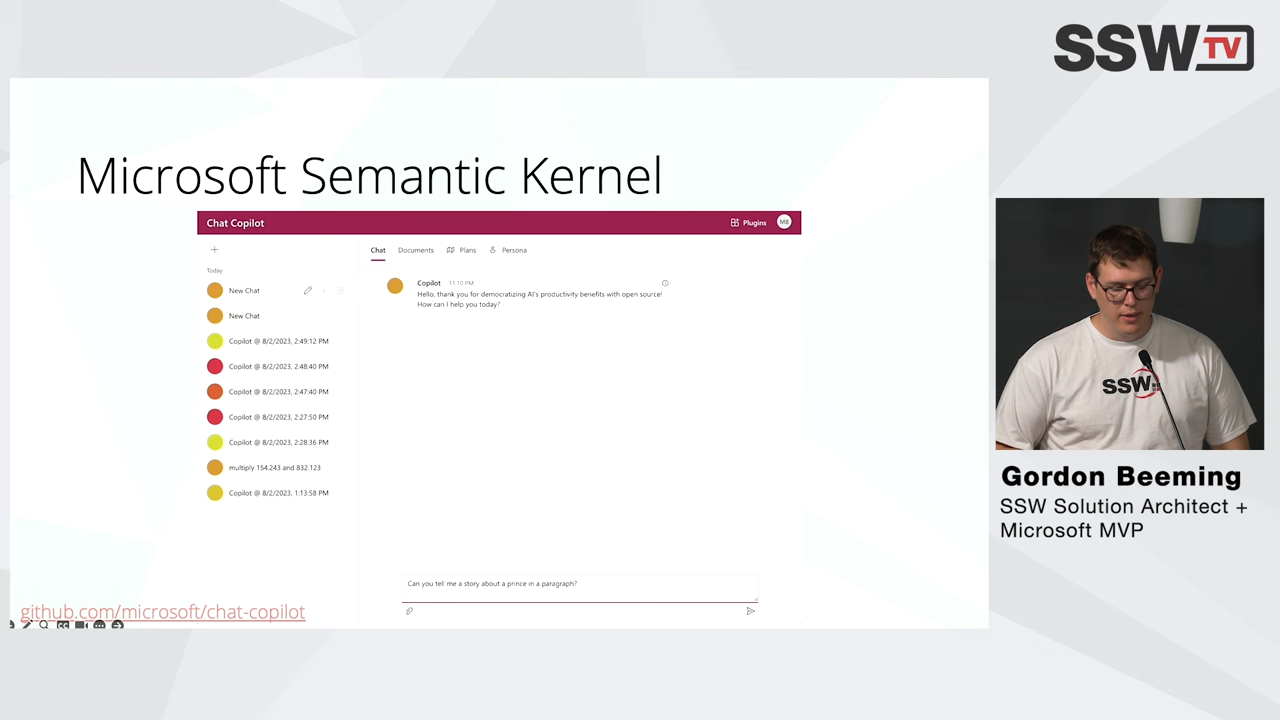 SSW TV
Microsoft Semantic Kernel
Chat Copilot
Plugins
MB
Chat
Documents
Plans
Persona
Today
New Chat
New Chat
Copilot @ 8/2/2023, 2:49:12 PM
Copilot @ 8/2/2023, 2:48:40 PM
Copilot @ 8/2/2023, 2:47:40 PM
Copilot @ 8/2/2023, 2:27:50 PM
Copilot @ 8/2/2023, 2:28:36 PM
multiply 154.243 and 832.123
Copilot @ 8/2/2023, 1:13:58 PM
Copilot 11:10 PM
Hello, thank you for democratizing AI's productivity benefits with open source!
How can I help you today?
Can you tell me a story about a prince in a paragraph?
github.com/microsoft/chat-copilot
CC
SSW
Gordon Beeming
SSW Solution Architect +
Microsoft MVP